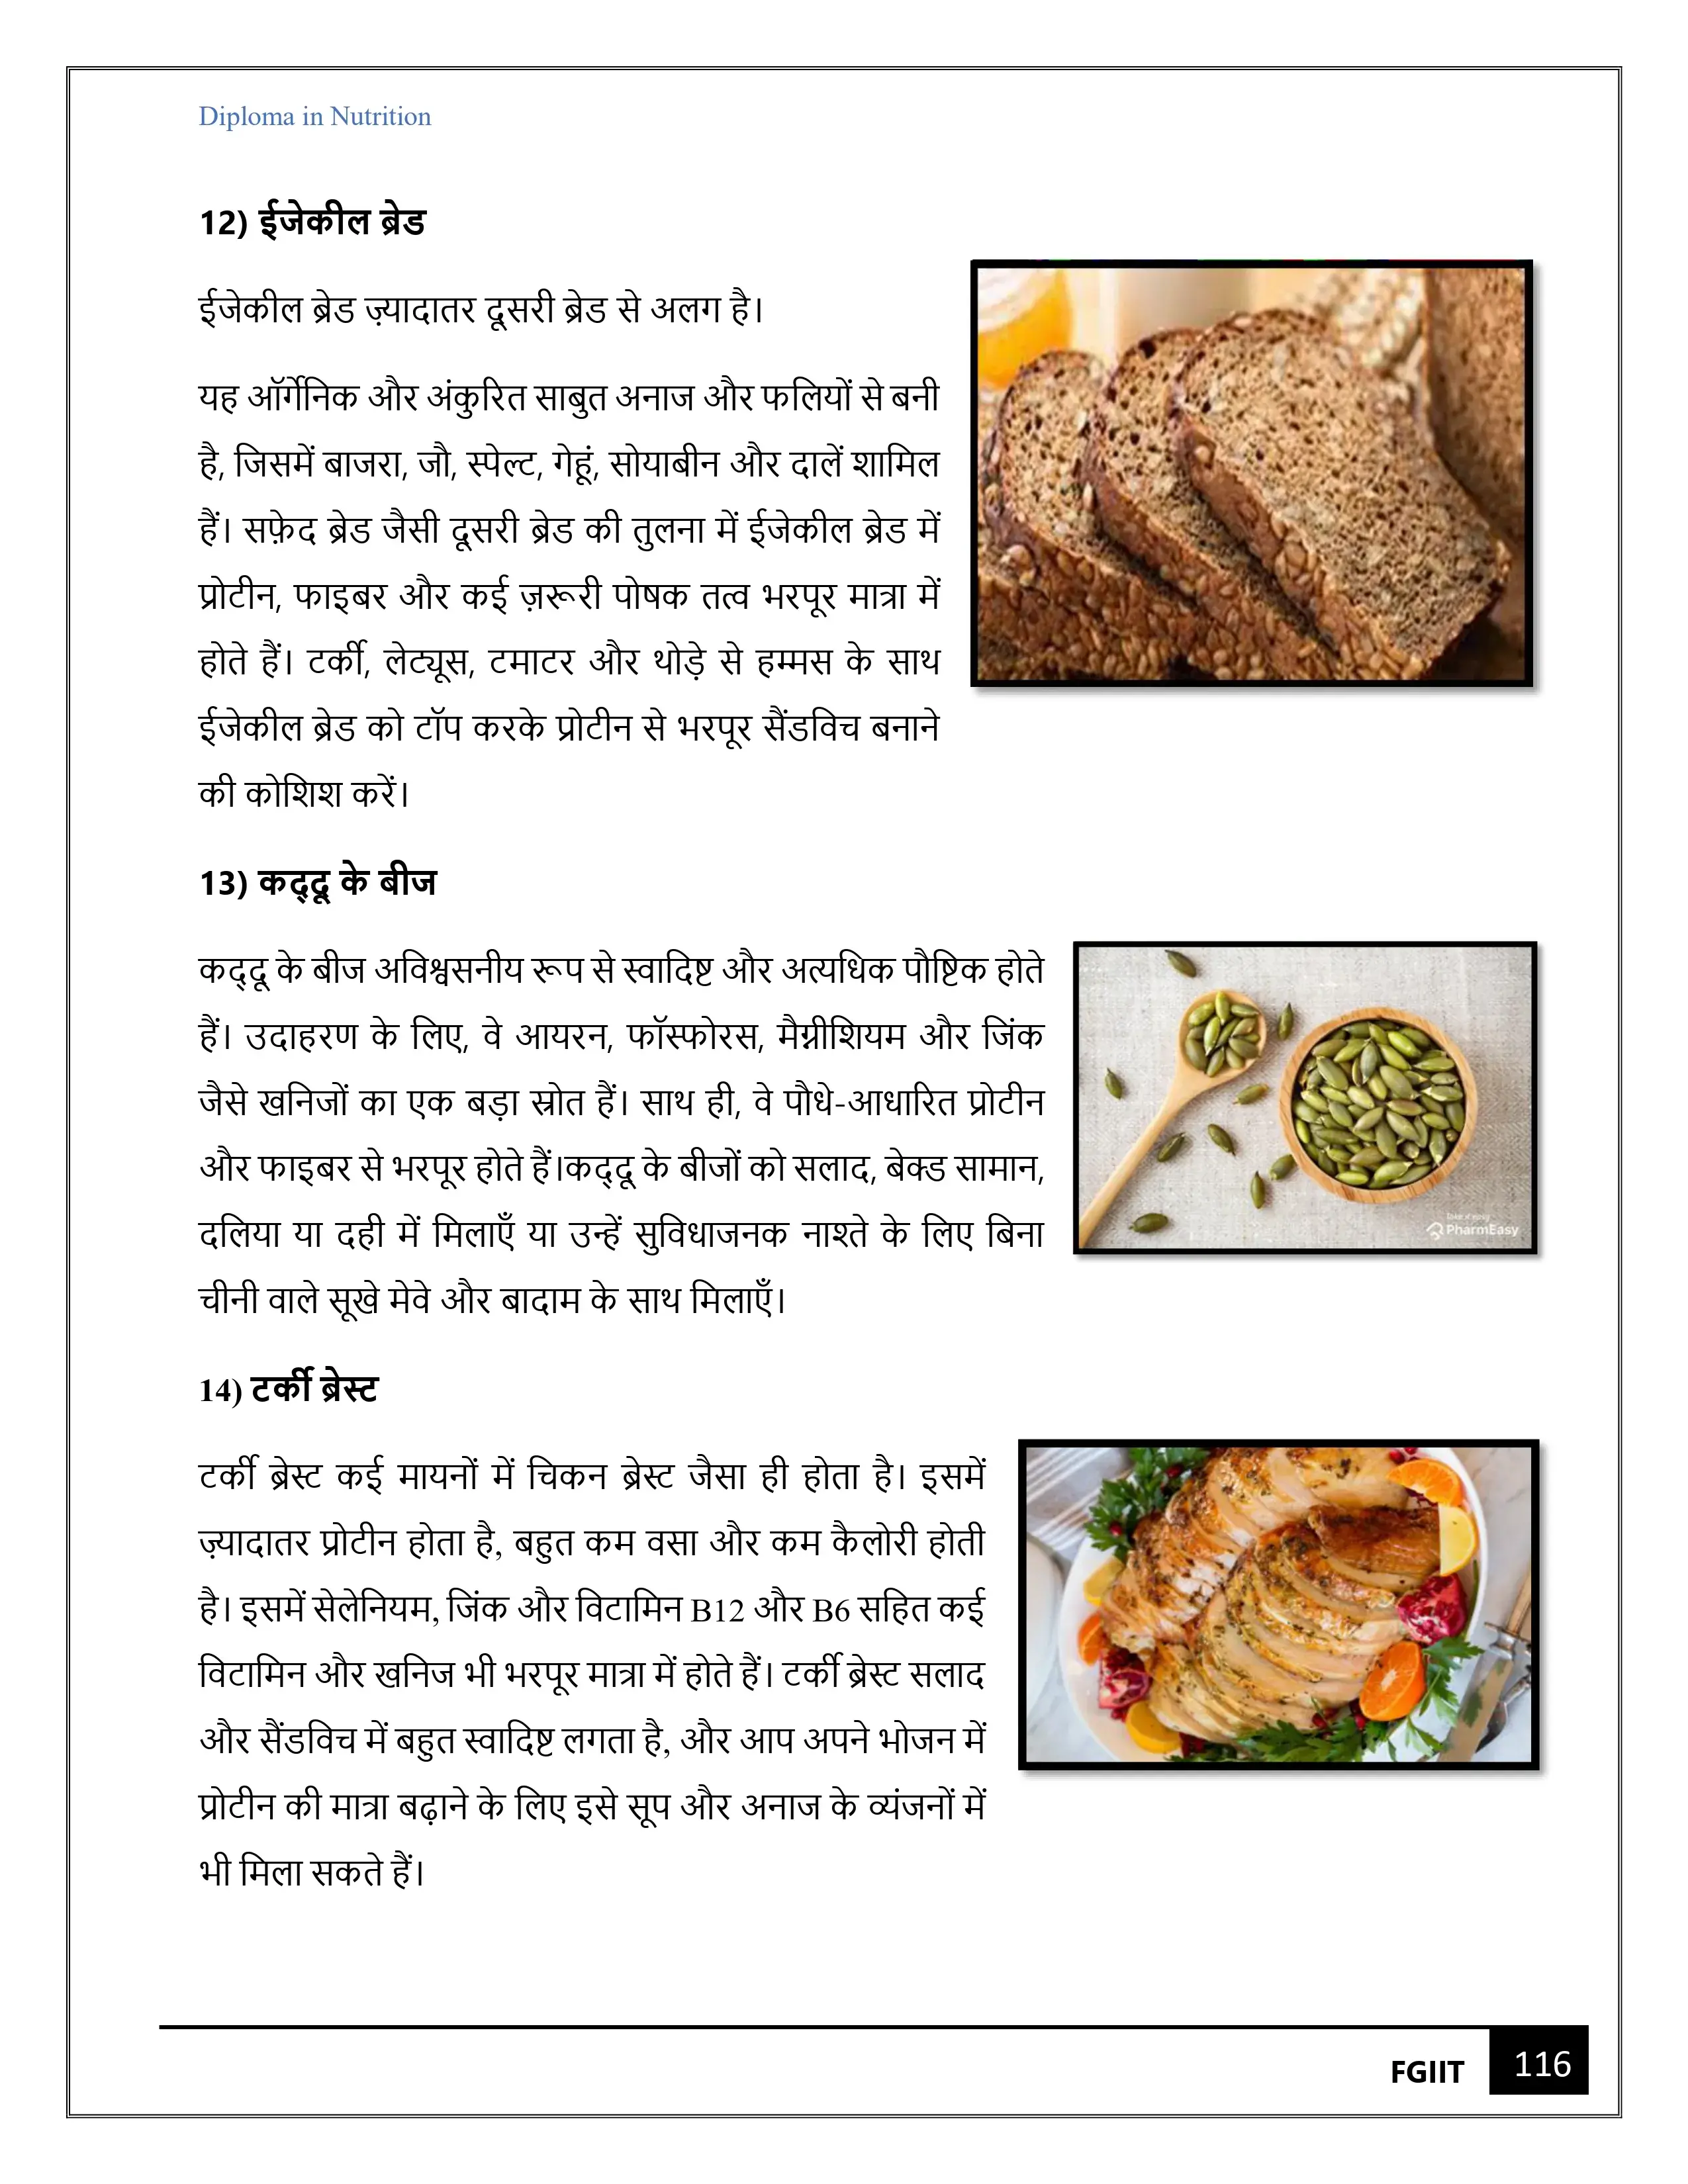 Diploma in Nutrition
12) ईजेकील ब्रेड
ईजेकील ब्रेड ज़्यादातर दूसरी ब्रेड से अलग है।
यह ऑर्गेनिक और अंकुरित साबुत अनाज और फलियों से बनी
है, जिसमें बाजरा, जौ, स्पेल्ट, गेहूं, सोयाबीन और दालें शामिल
हैं। सफ़ेद ब्रेड जैसी दूसरी ब्रेड की तुलना में ईजेकील ब्रेड में
प्रोटीन, फाइबर और कई ज़रूरी पोषक तत्व भरपूर मात्रा में
होते हैं। टर्की, लेट्यूस, टमाटर और थोड़े से हम्मस के साथ
ईजेकील ब्रेड को टॉप करके प्रोटीन से भरपूर सैंडविच बनाने
की कोशिश करें।
13) कद्दू के बीज
कद्दू के बीज अविश्वसनीय रूप से स्वादिष्ट और अत्यधिक पौष्टिक होते
हैं। उदाहरण के लिए, वे आयरन, फॉस्फोरस, मैग्नीशियम और जिंक
जैसे खनिजों का एक बड़ा स्रोत हैं। साथ ही, वे पौधे-आधारित प्रोटीन
और फाइबर से भरपूर होते हैं।कद्दू के बीजों को सलाद, बेक्ड सामान,
दलिया या दही में मिलाएँ या उन्हें सुविधाजनक नाश्ते के लिए बिना
चीनी वाले सूखे मेवे और बादाम के साथ मिलाएँ।
take it easy
PharmEasy
14) टर्की ब्रेस्ट
टर्की ब्रेस्ट कई मायनों में चिकन ब्रेस्ट जैसा ही होता है। इसमें
ज़्यादातर प्रोटीन होता है, बहुत कम वसा और कम कैलोरी होती
है। इसमें सेलेनियम, जिंक और विटामिन B12 और B6 सहित कई
विटामिन और खनिज भी भरपूर मात्रा में होते हैं। टर्की ब्रेस्ट सलाद
और सैंडविच में बहुत स्वादिष्ट लगता है, और आप अपने भोजन में
प्रोटीन की मात्रा बढ़ाने के लिए इसे सूप और अनाज के व्यंजनों में
भी मिला सकते हैं।
FGIIT 116